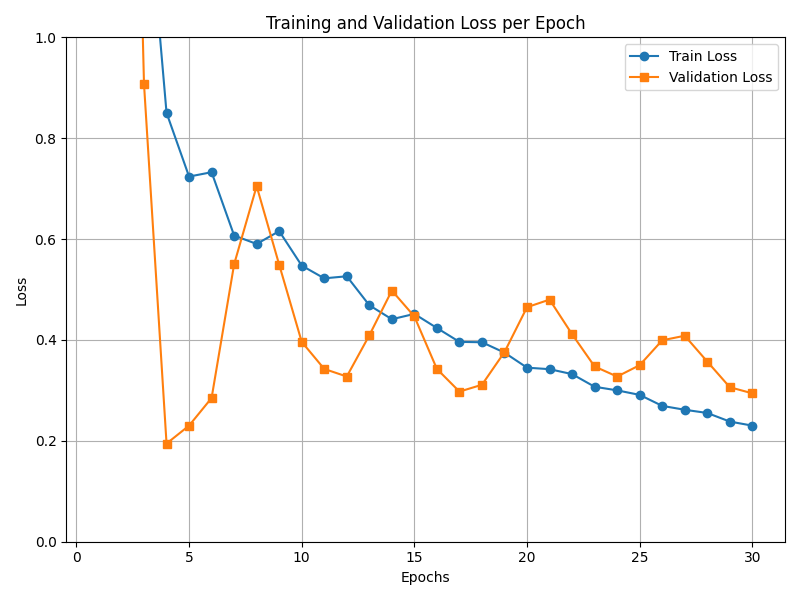 Training and Validation Loss per Epoch
Train Loss
Validation Loss
1.0
0.8
0.6
0.4
0.2
0.0
Loss
0 5 10 15 20 25 30
Epochs